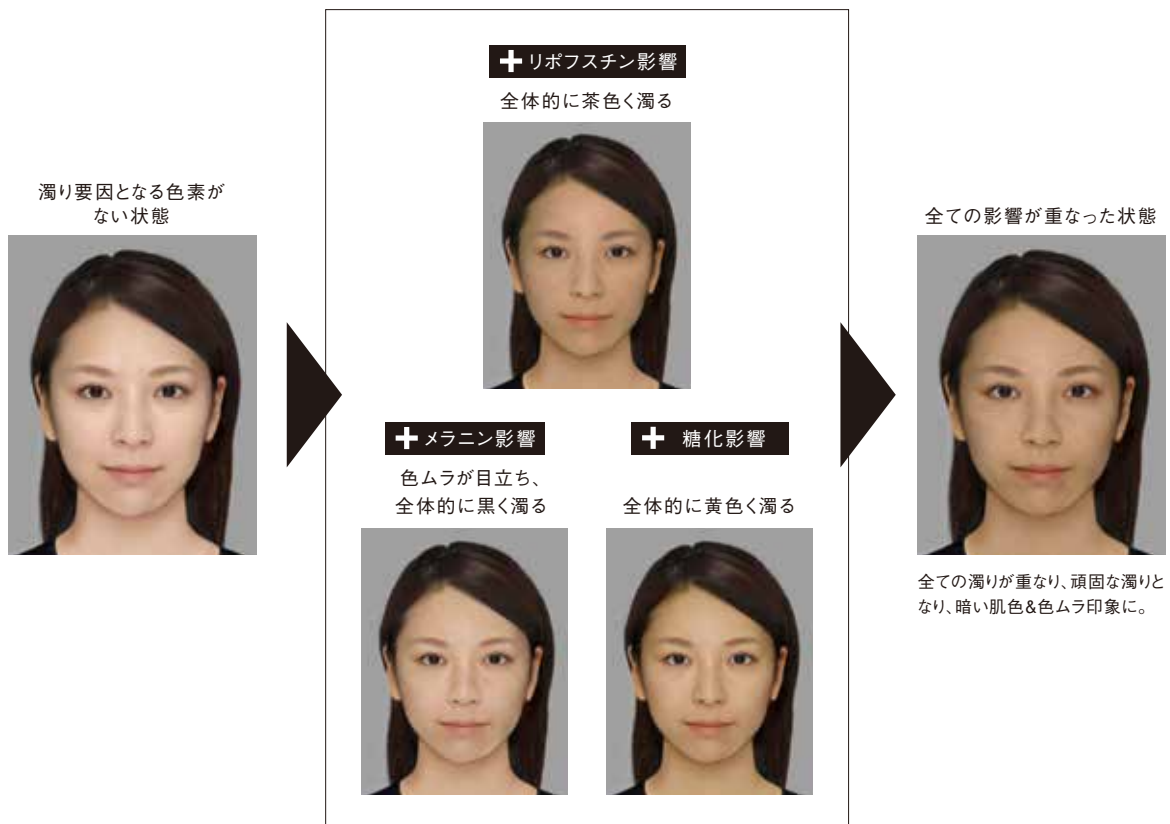 濁り要因となる色素が
ない状態
+リポフスチン影響
全体的に茶色く濁る
+メラニン影響
色ムラが目立ち、
全体的に黒く濁る
+ 糖化影響
全体的に黄色く濁る
全ての影響が重なった状態
全ての濁りが重なり、頑固な濁りと
なり、暗い肌色&色ムラ印象に。